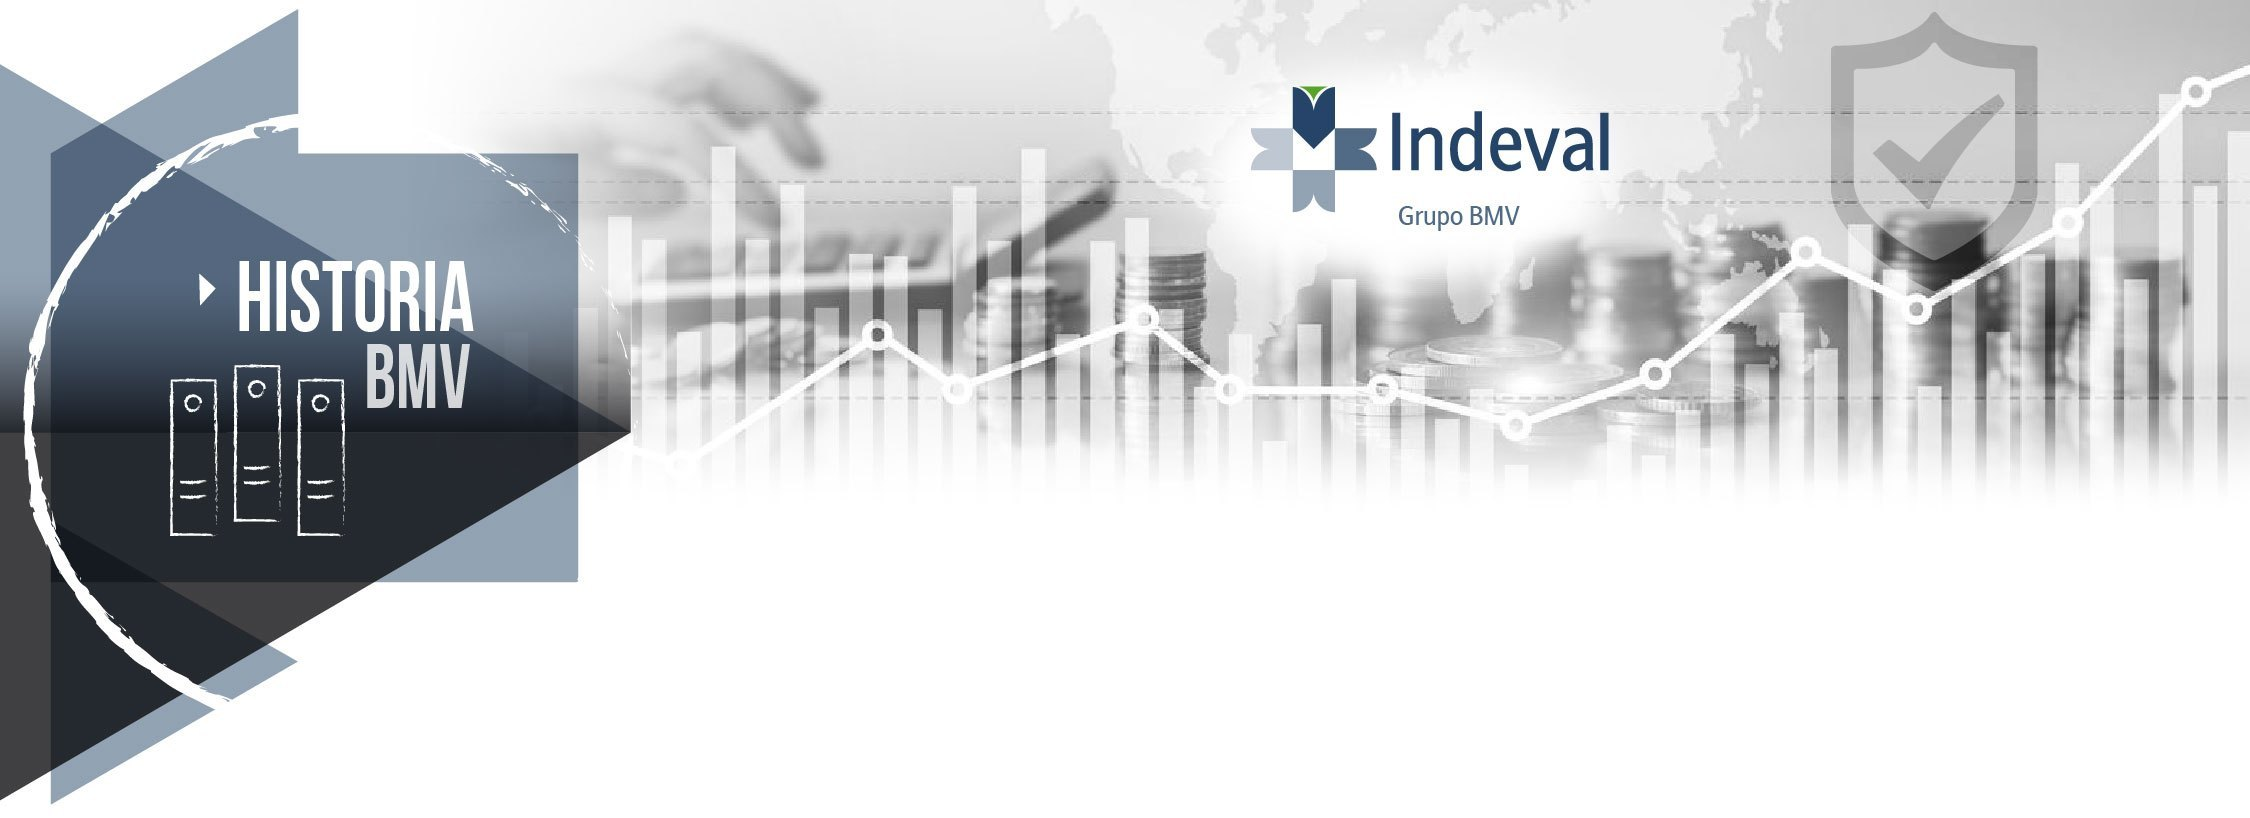 HISTORIA
BMV
Indeval
Grupo BMV